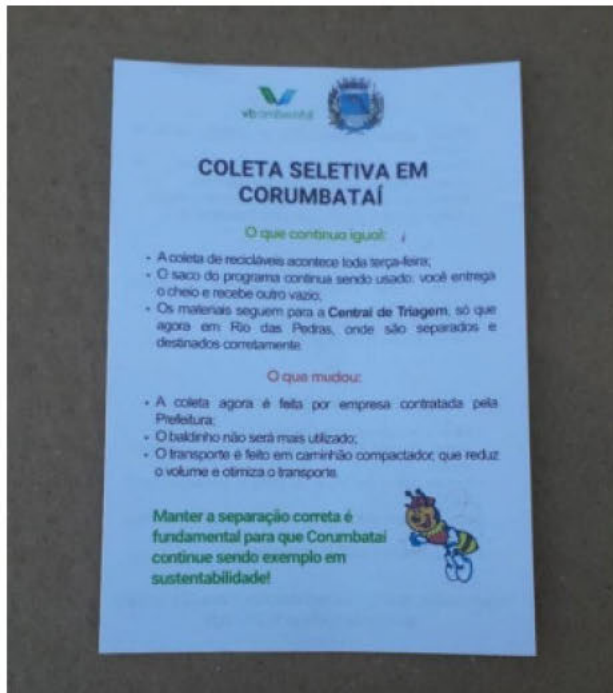 vbambiental
COLETA SELETIVA EM
CORUMBATAÍ
O que continua igual:
• A coleta de recicláveis acontece toda terça-feira;
• O saco do programa continua sendo usado: você entrega
o cheio e recebe outro vazio;
• Os materiais seguem para a Central de Triagem, só que
agora em Rio das Pedras, onde são separados e
destinados corretamente.
O que mudou:
• A coleta agora é feita por empresa contratada pela
Prefeitura;
• O baldinho não será mais utilizado;
• O transporte é feito em caminhão compactador, que reduz
o volume e otimiza o transporte.
Manter a separação correta é
fundamental para que Corumbataí
continue sendo exemplo em
sustentabilidade!